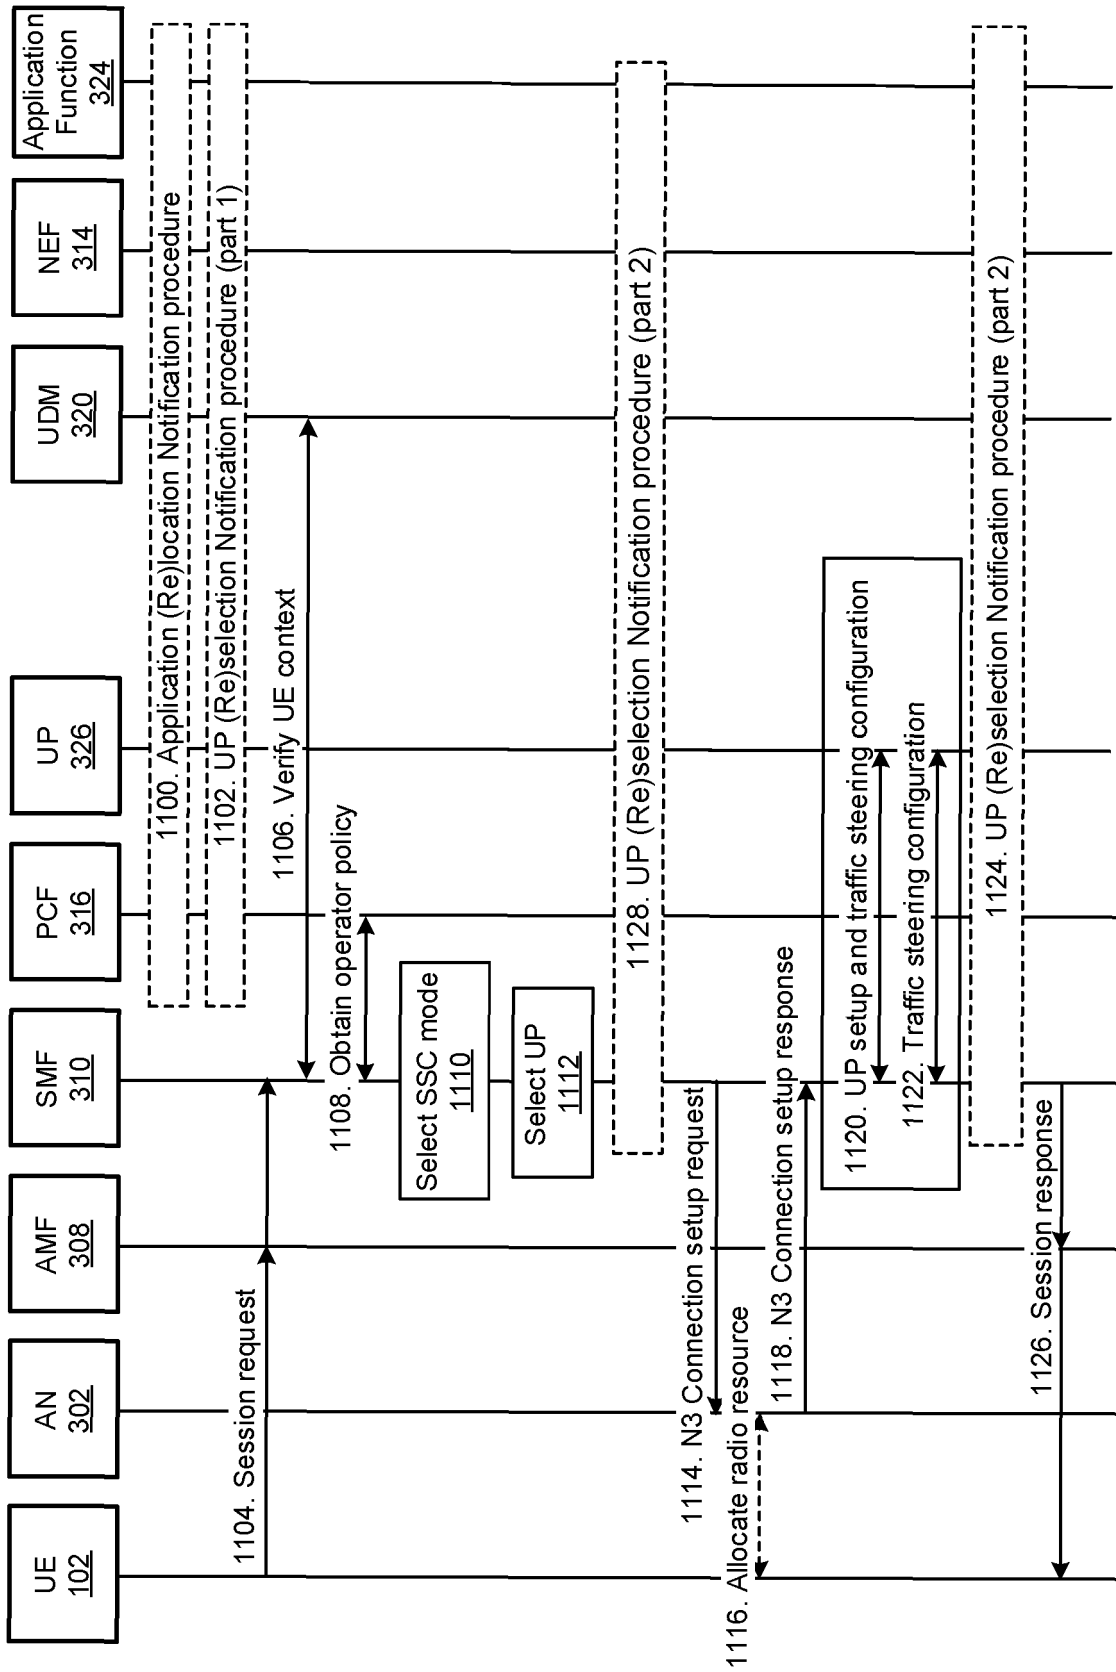 UE
102
AN
302
AMF
308
SMF
310
PCF
316
UP
326
UDM
320
NEF
314
Application
Function
324
1100. Application (Re)location Notification procedure
1102. UP (Re)selection Notification procedure (part 1)
1104. Session request
1106. Verify UE context
1108. Obtain operator policy
Select SSC mode
1110
Select UP
1112
1128. UP (Re)selection Notification procedure (part 2)
1114. N3 Connection setup request
1116. Allocate radio resource
1118. N3 Connection setup response
1120. UP setup and traffic steering configuration
1122. Traffic steering configuration
1124. UP (Re)selection Notification procedure (part 2)
1126. Session response